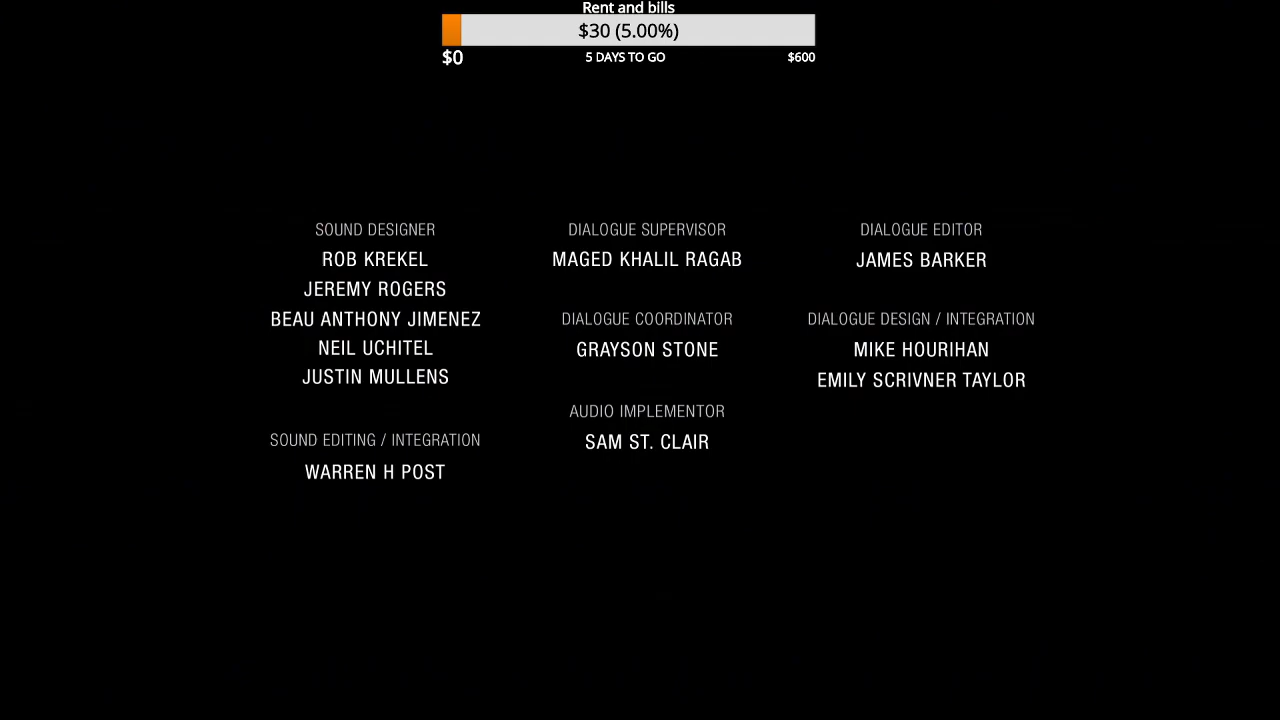 Rent and bills
$30 (5.00%)
$0
5 DAYS TO GO
$600
SOUND DESIGNER
ROB KREKEL
JEREMY ROGERS
BEAU ANTHONY JIMENEZ
NEIL UCHITEL
JUSTIN MULLENS
SOUND EDITING / INTEGRATION
WARREN H POST
DIALOGUE SUPERVISOR
MAGED KHALIL RAGAB
DIALOGUE COORDINATOR
GRAYSON STONE
AUDIO IMPLEMENTOR
SAM ST. CLAIR
DIALOGUE EDITOR
JAMES BARKER
DIALOGUE DESIGN / INTEGRATION
MIKE HOURIHAN
EMILY SCRIVNER TAYLOR